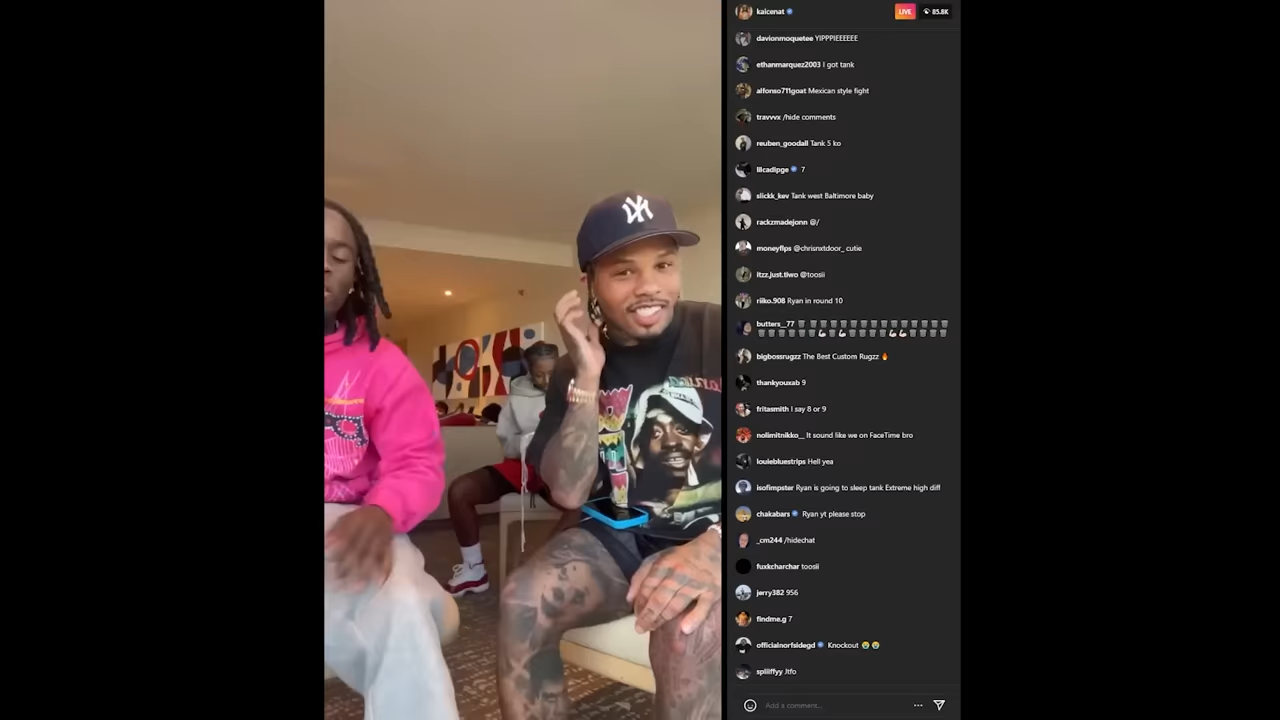 kaicenat
LIVE
85.8K
davionmoquetee YIPPPIEEEEEE
ethanmarquez2003 I got tank
alfonso711goat Mexican style fight
travvvx /hide comments
reuben_goodall Tank 5 ko
lilcadipge 7
slickk_kev Tank west Baltimore baby
rackzmadejonn @/
moneyflps @chrisnxtdoor_ cutie
itzz.just.tiwo @toosii
riiko.908 Ryan in round 10
butters__77
bigbossrugzz The Best Custom Rugzz 🔥
thankyouxab 9
fritasmith I say 8 or 9
nolimitnikko__ It sound like we on FaceTime bro
louiebluestrips Hell yea
isofimpster Ryan is going to sleep tank Extreme high diff
chakabars Ryan yt please stop
_cm244 /hidechat
fuxkcharchar toosii
jerry382 956
findme.g 7
officialnorfsidegd Knockout 😭 😭
spliiffyy Jtfo
Add a comment...
NY